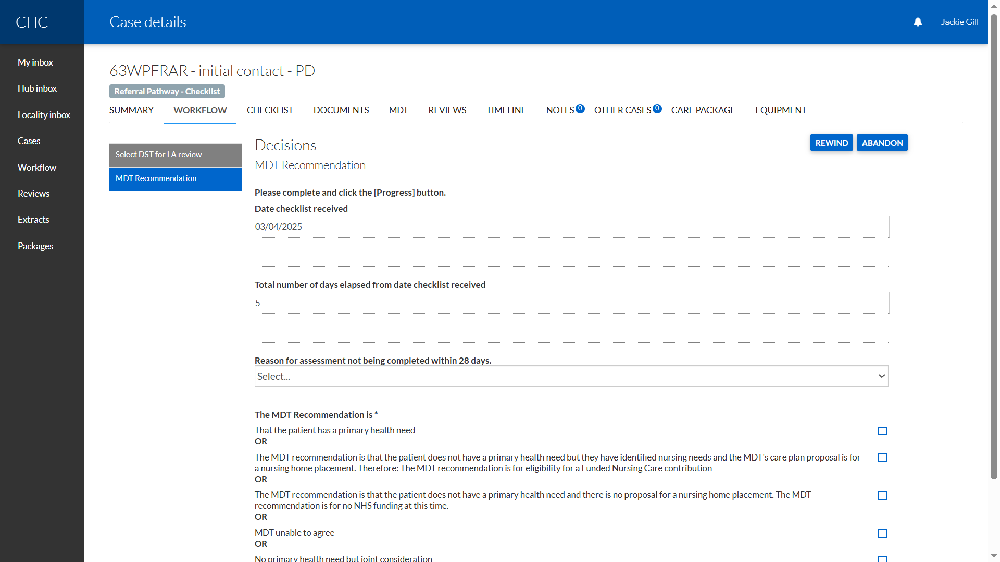 CHC
Case details
Jackie Gill
My inbox
Hub inbox
Locality inbox
Cases
Workflow
Reviews
Extracts
Packages
63WPFRAR - initial contact - PD
Referral Pathway - Checklist
SUMMARY WORKFLOW CHECKLIST DOCUMENTS MDT REVIEWS TIMELINE NOTES 0 OTHER CASES 0 CARE PACKAGE EQUIPMENT
Select DST for LA review
MDT Recommendation
Decisions
REWIND ABANDON
MDT Recommendation
Please complete and click the [Progress] button.
Date checklist received
03/04/2025
Total number of days elapsed from date checklist received
5
Reason for assessment not being completed within 28 days.
Select...
The MDT Recommendation is *
That the patient has a primary health need
OR
The MDT recommendation is that the patient does not have a primary health need but they have identified nursing needs and the MDT's care plan proposal is for
a nursing home placement. Therefore: The MDT recommendation is for eligibility for a Funded Nursing Care contribution
OR
The MDT recommendation is that the patient does not have a primary health need and there is no proposal for a nursing home placement. The MDT
recommendation is for no NHS funding at this time.
OR
MDT unable to agree
OR
No primary health need but joint consideration